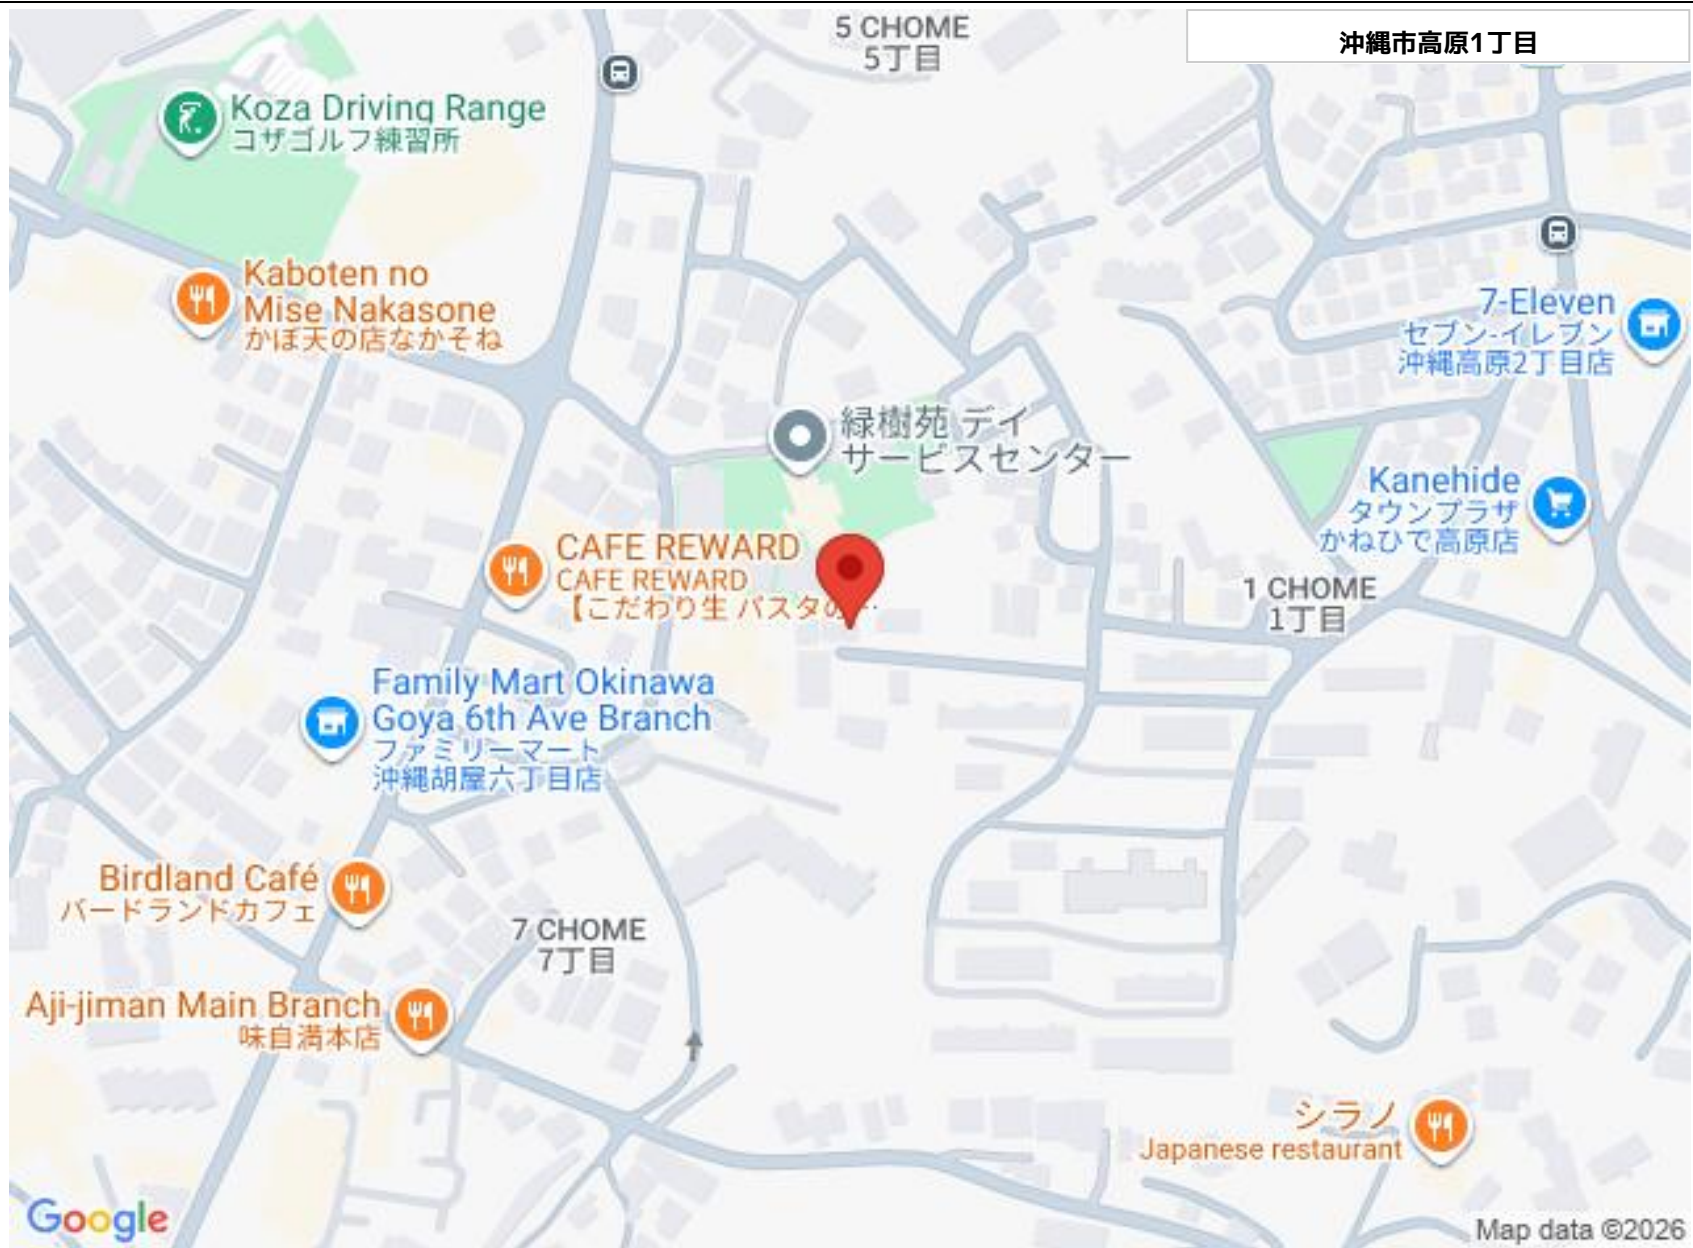 5 CHOME
5丁目
沖縄市高原1丁目
Koza Driving Range
コザゴルフ練習所
Kaboten no
Mise Nakasone
かぼ天の店なかそね
7-Eleven
セブン-イレブン
沖縄高原2丁目店
緑樹苑 デイ
サービスセンター
Kanehide
タウンプラザ
かねひで高原店
CAFE REWARD
CAFE REWARD
【こだわり生 パスタの…
1 CHOME
1丁目
Family Mart Okinawa
Goya 6th Ave Branch
ファミリーマート
沖縄胡屋六丁目店
Birdland Café
バードランドカフェ
7 CHOME
7丁目
Aji-jiman Main Branch
味自満本店
シラノ
Japanese restaurant
Google
Map data ©2026